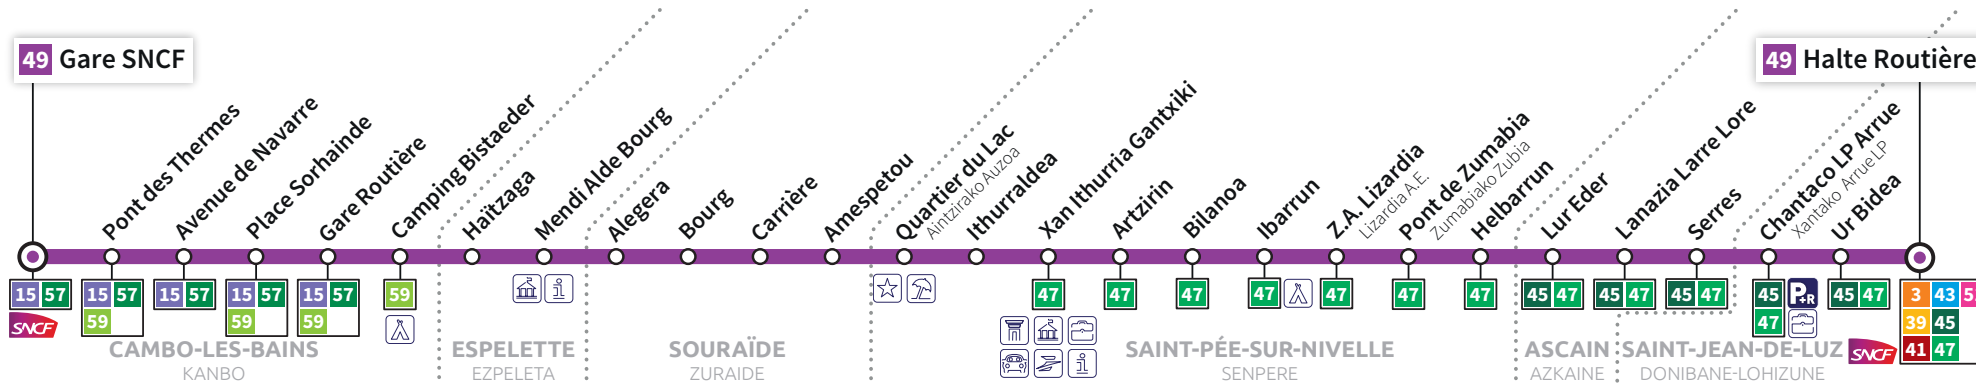 49 Gare SNCF
49 Halte Routière
Pont des Thermes
Avenue de Navarre
Place Sorhainde
Gare Routière
Camping Bistaeder
Haïtzaga
Mendi Alde Bourg
Alegera
Bourg
Carrière
Amespetou
Quartier du Lac
Aintzirako Auzoa
Ithurraldea
Xan Ithurria Gantxiki
Artzirin
Bilanoa
Ibarrun
Z.A. Lizardia
Lizardia A.E.
Pont de Zumabia
Zumabiako Zubia
Helbarrun
Lur Eder
Lanazia Larre Lore
Serres
Chantaco LP Arrue
Xantako Arrue LP
Ur Bidea
15 57
SNCF
15 57
59
15 57
15 57
59
15 57
59
59
i
47
i
47
47
47
47
47
47
45 47
45 47
45 47
45 P+R
47
45 47
3 43
39 45
41 47
SNCF
CAMBO-LES-BAINS
KANBO
ESPELETTE
EZPELETA
SOURAÏDE
ZURAIDE
SAINT-PÉE-SUR-NIVELLE
SENPERE
ASCAIN
AZKAINE
SAINT-JEAN-DE-LUZ
DONIBANE-LOHIZUNE